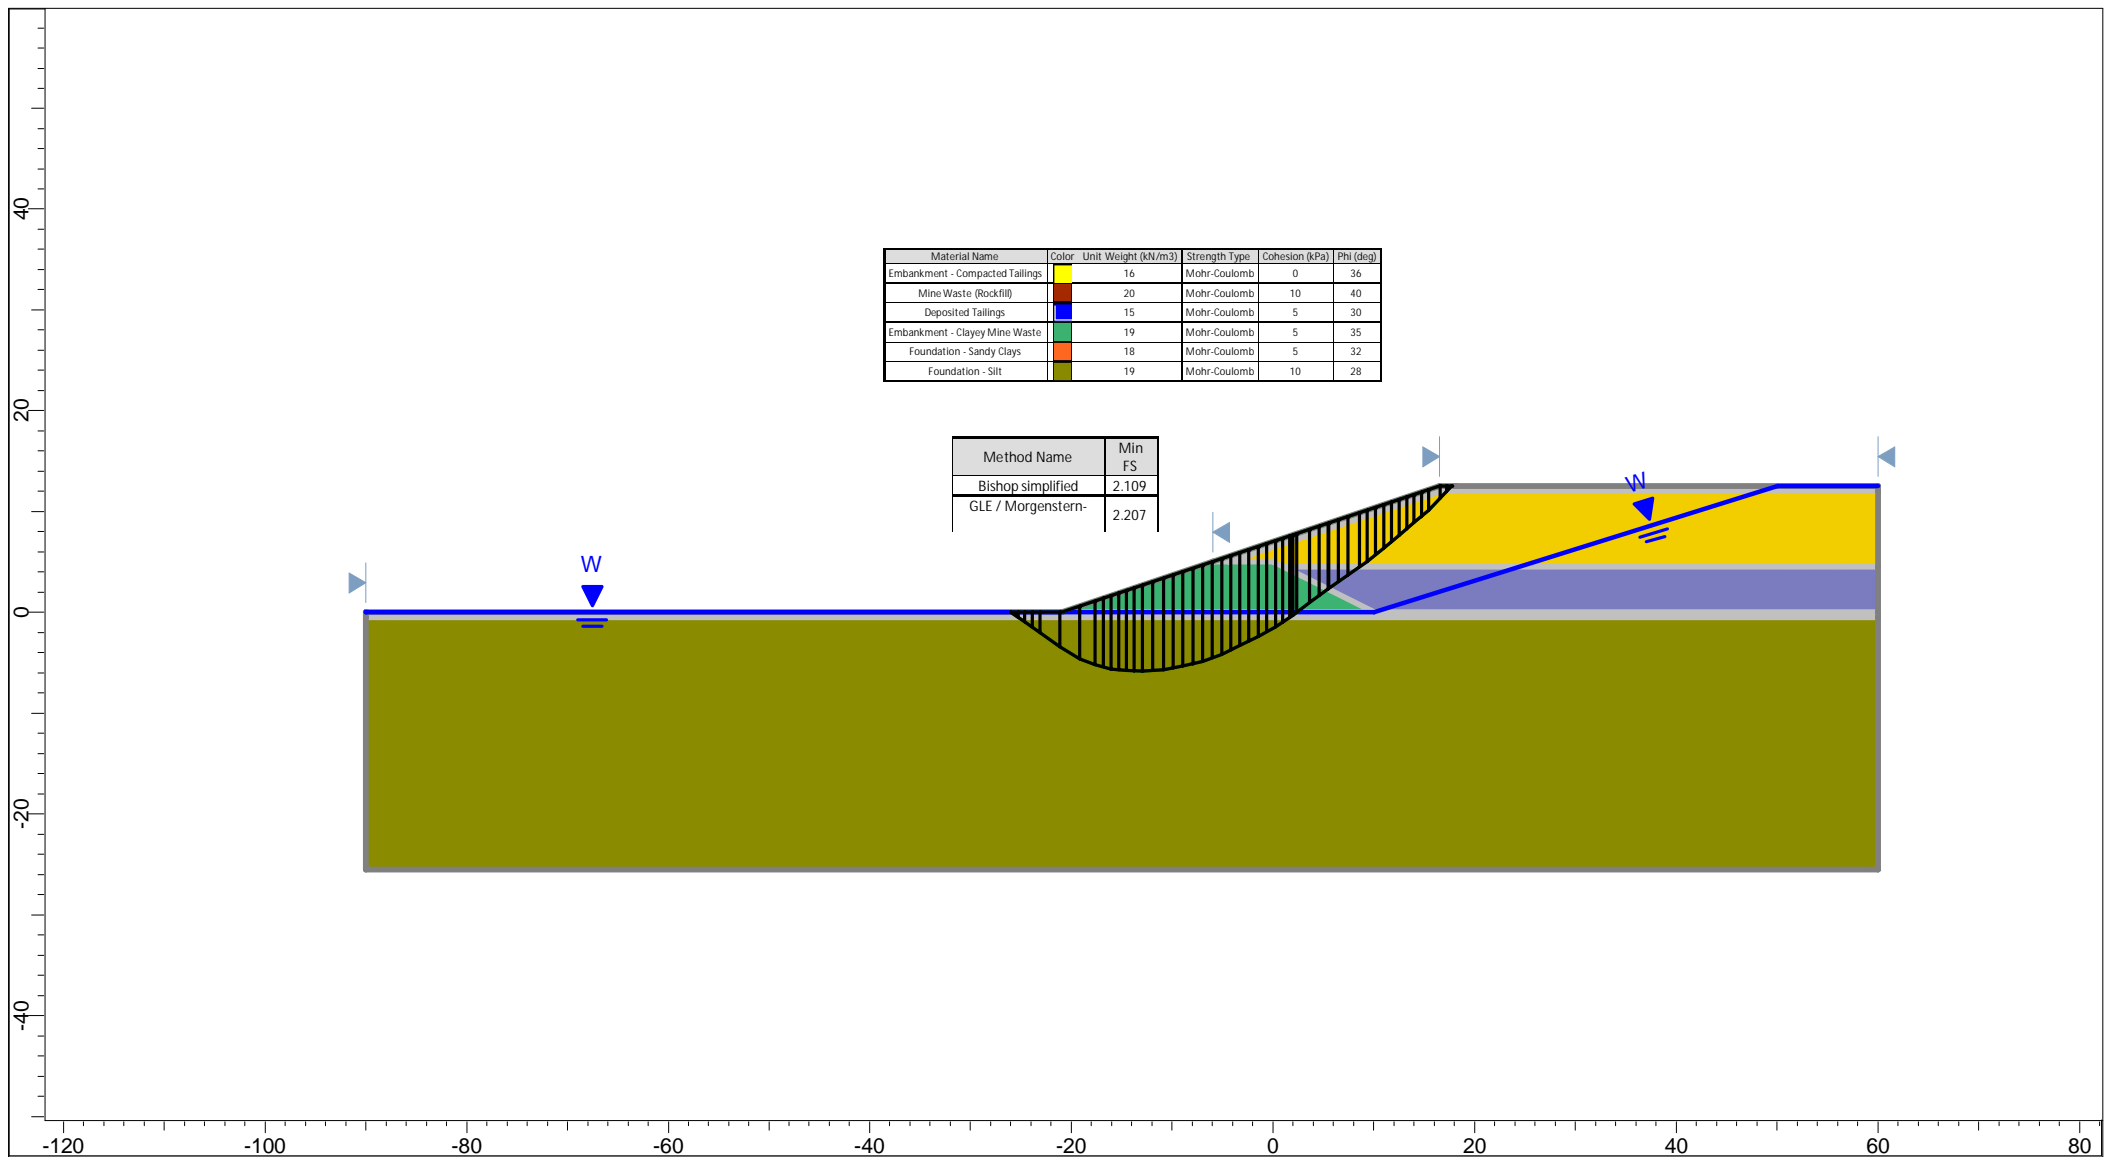 40
20
0
-20
-40
Material Name Color Unit Weight (kN/m3) Strength Type Cohesion (kPa) Phi (deg)
Embankment - Compacted Tailings 16 Mohr-Coulomb 0 36
Mine Waste (Rockfill) 20 Mohr-Coulomb 10 40
Deposited Tailings 15 Mohr-Coulomb 5 30
Embankment - Clayey Mine Waste 19 Mohr-Coulomb 5 35
Foundation - Sandy Clays 18 Mohr-Coulomb 5 32
Foundation - Silt 19 Mohr-Coulomb 10 28
Method Name Min FS
Bishop simplified 2.109
GLE / Morgenstern- 2.207
W
W
-120 -100 -80 -60 -40 -20 0 20 40 60 80